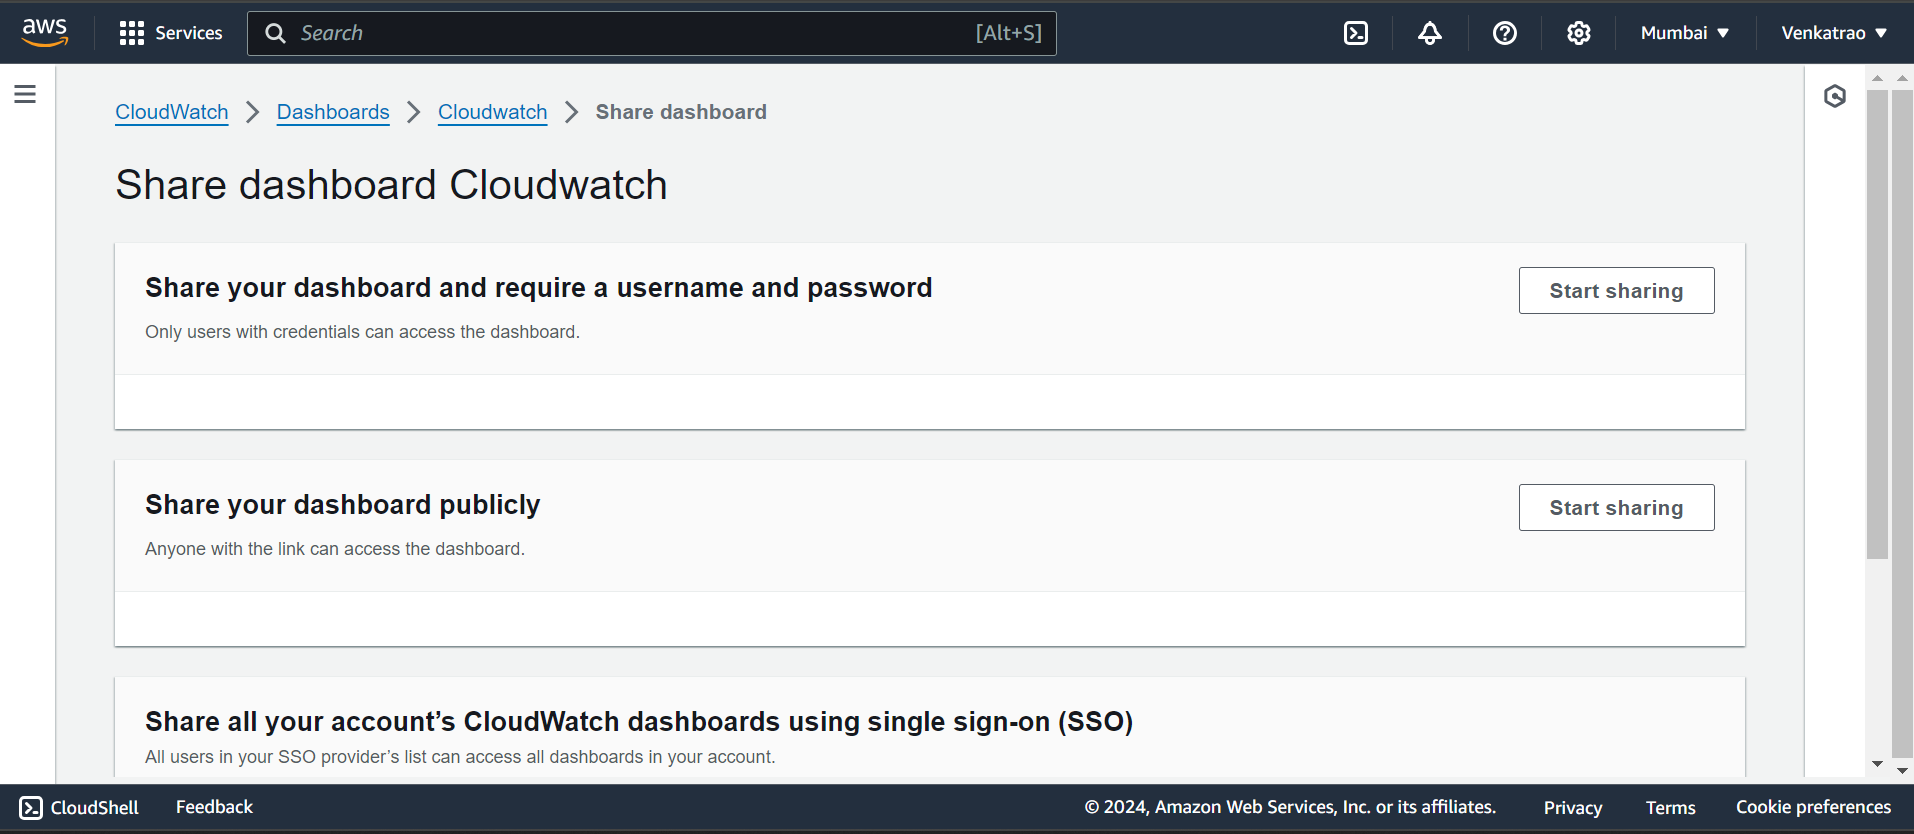 aws
Services
Search
[Alt+S]
Mumbai
Venkatrao
CloudWatch
Dashboards
Cloudwatch
Share dashboard
Share dashboard Cloudwatch
Share your dashboard and require a username and password
Start sharing
Only users with credentials can access the dashboard.
Share your dashboard publicly
Start sharing
Anyone with the link can access the dashboard.
Share all your account’s CloudWatch dashboards using single sign-on (SSO)
All users in your SSO provider’s list can access all dashboards in your account.
CloudShell
Feedback
© 2024, Amazon Web Services, Inc. or its affiliates.
Privacy
Terms
Cookie preferences